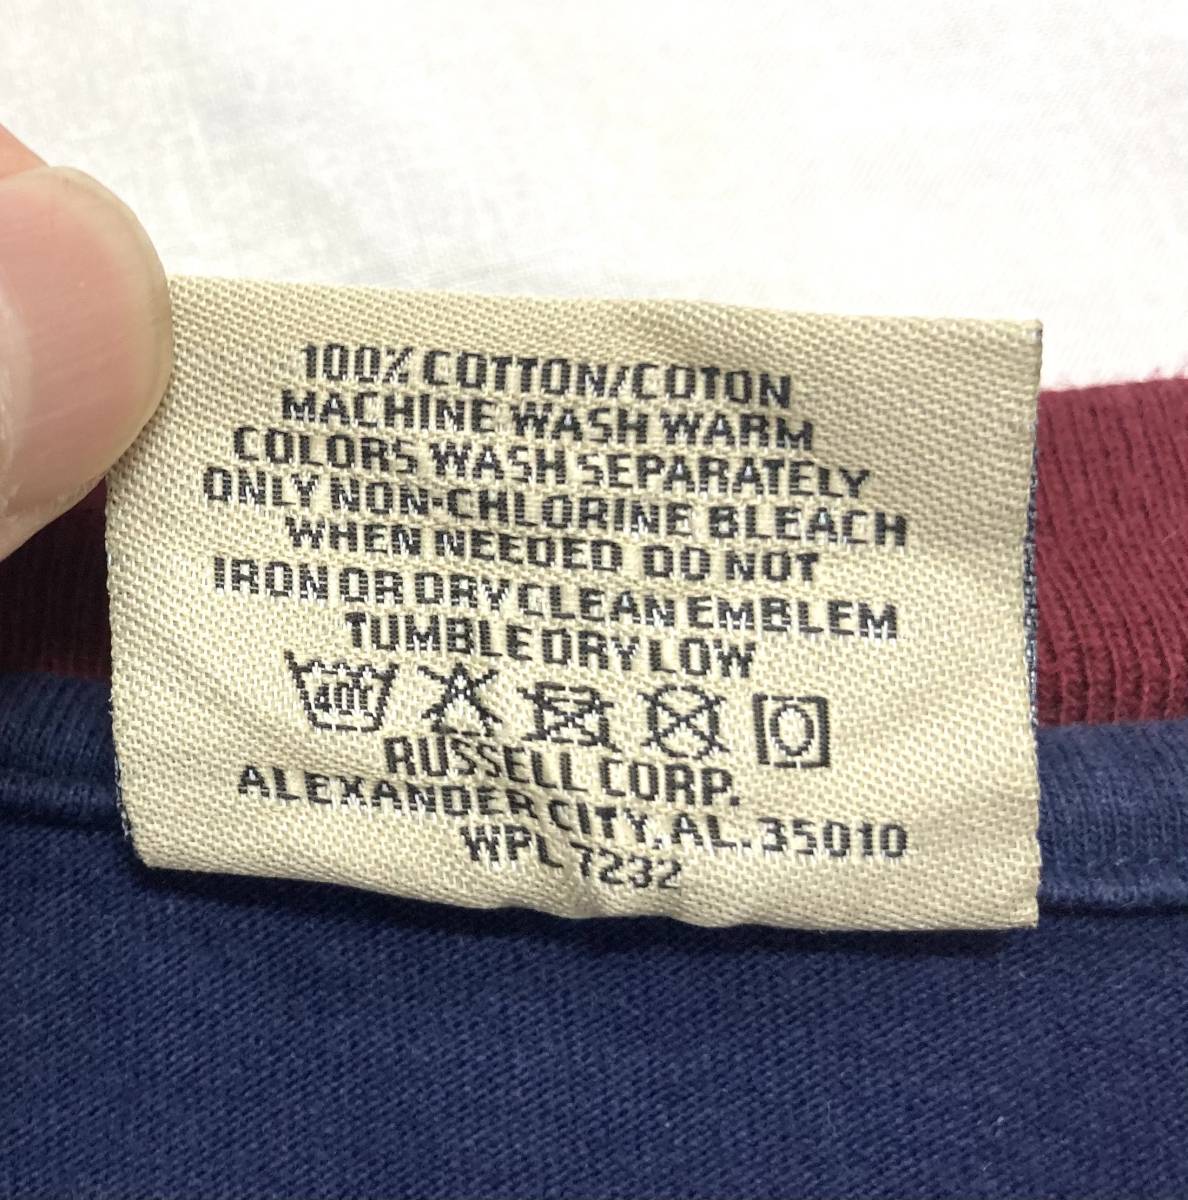 100% COTTON/COTON
MACHINE WASH WARM
COLORS WASH SEPARATELY
ONLY NON-CHLORINE BLEACH
WHEN NEEDED DO NOT
IRON OR DRY CLEAN EMBLEM
TUMBLE DRY LOW
40°
RUSSELL CORP.
ALEXANDER CITY, AL. 35010
WPL 7232